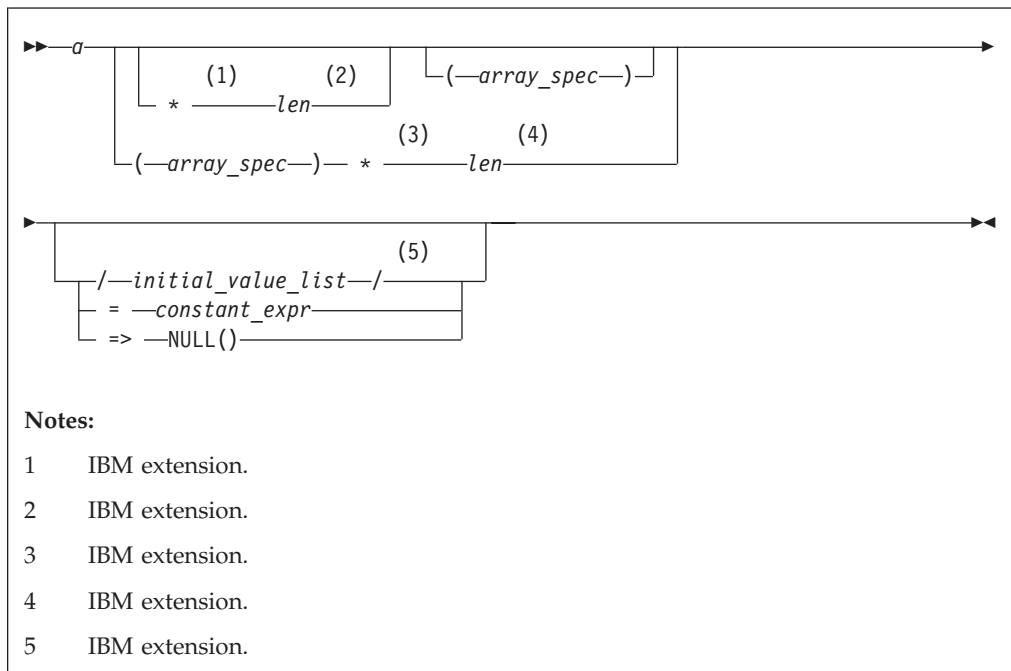 a
(1) (2)
* len
( array_spec )
(3) (4)
( array_spec ) * len
(5)
/ initial_value_list /
= constant_expr
=> NULL()
Notes:
1 IBM extension.
2 IBM extension.
3 IBM extension.
4 IBM extension.
5 IBM extension.